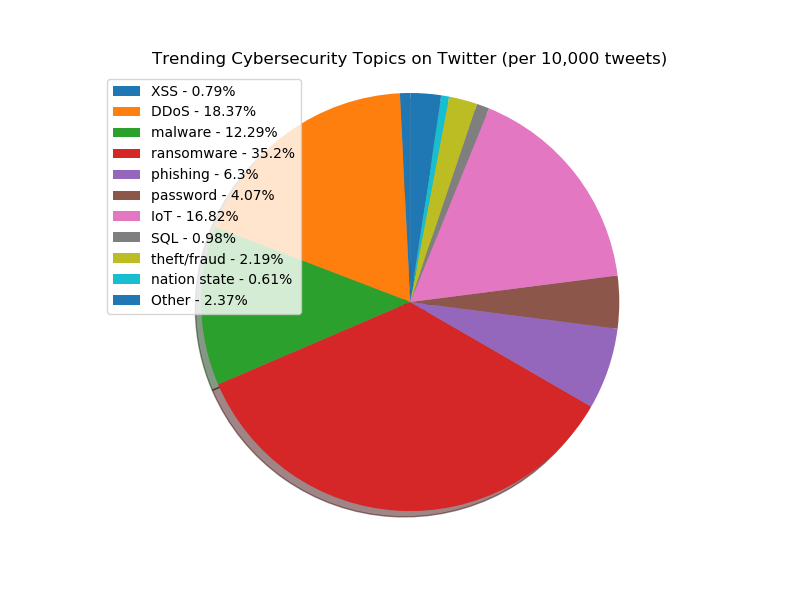 Trending Cybersecurity Topics on Twitter (per 10,000 tweets)
XSS - 0.79%
DDoS - 18.37%
malware - 12.29%
ransomware - 35.2%
phishing - 6.3%
password - 4.07%
IoT - 16.82%
SQL - 0.98%
theft/fraud - 2.19%
nation state - 0.61%
Other - 2.37%